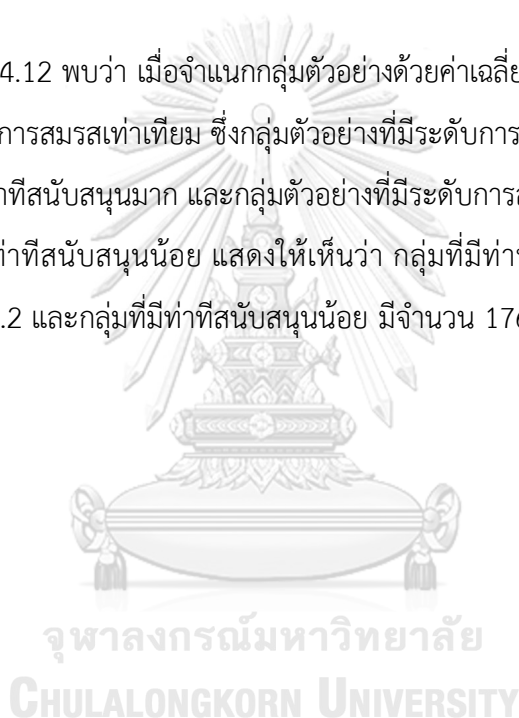 4.12 พบว่า เมื่อจำแนกกลุ่มตัวอย่างด้วยค่าเฉลี่ย
การสมรสเท่าเทียม ซึ่งกลุ่มตัวอย่างที่มีระดับการ
ท่าทีสนับสนุนมาก และกลุ่มตัวอย่างที่มีระดับการส
ท่าทีสนับสนุนน้อย แสดงให้เห็นว่า กลุ่มที่มีท่า
.2 และกลุ่มที่มีท่าทีสนับสนุนน้อย มีจำนวน 176
จุฬาลงกรณ์มหาวิทยาลัย
CHULALONGKORN UNIVERSITY